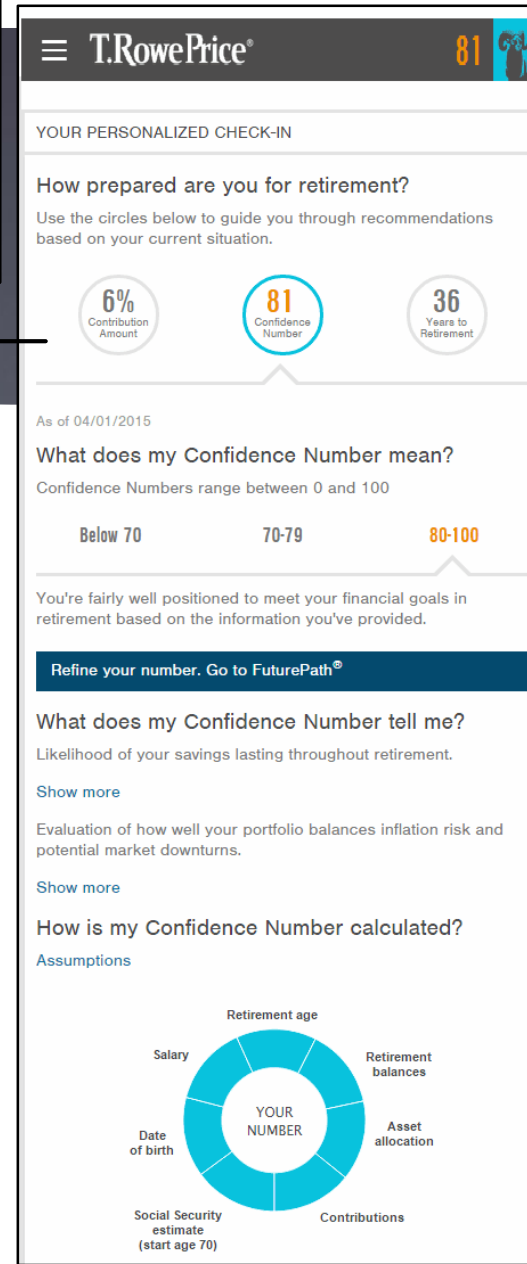 T.RowePrice®
81
YOUR PERSONALIZED CHECK-IN
How prepared are you for retirement?
Use the circles below to guide you through recommendations
based on your current situation.
6%
Contribution
Amount
81
Confidence
Number
36
Years to
Retirement
As of 04/01/2015
What does my Confidence Number mean?
Confidence Numbers range between 0 and 100
Below 70
70-79
80-100
You're fairly well positioned to meet your financial goals in
retirement based on the information you've provided.
Refine your number. Go to FuturePath®
What does my Confidence Number tell me?
Likelihood of your savings lasting throughout retirement.
Show more
Evaluation of how well your portfolio balances inflation risk and
potential market downturns.
Show more
How is my Confidence Number calculated?
Assumptions
Retirement age
Salary
Retirement
balances
YOUR
NUMBER
Date
of birth
Asset
allocation
Social Security
estimate
(start age 70)
Contributions